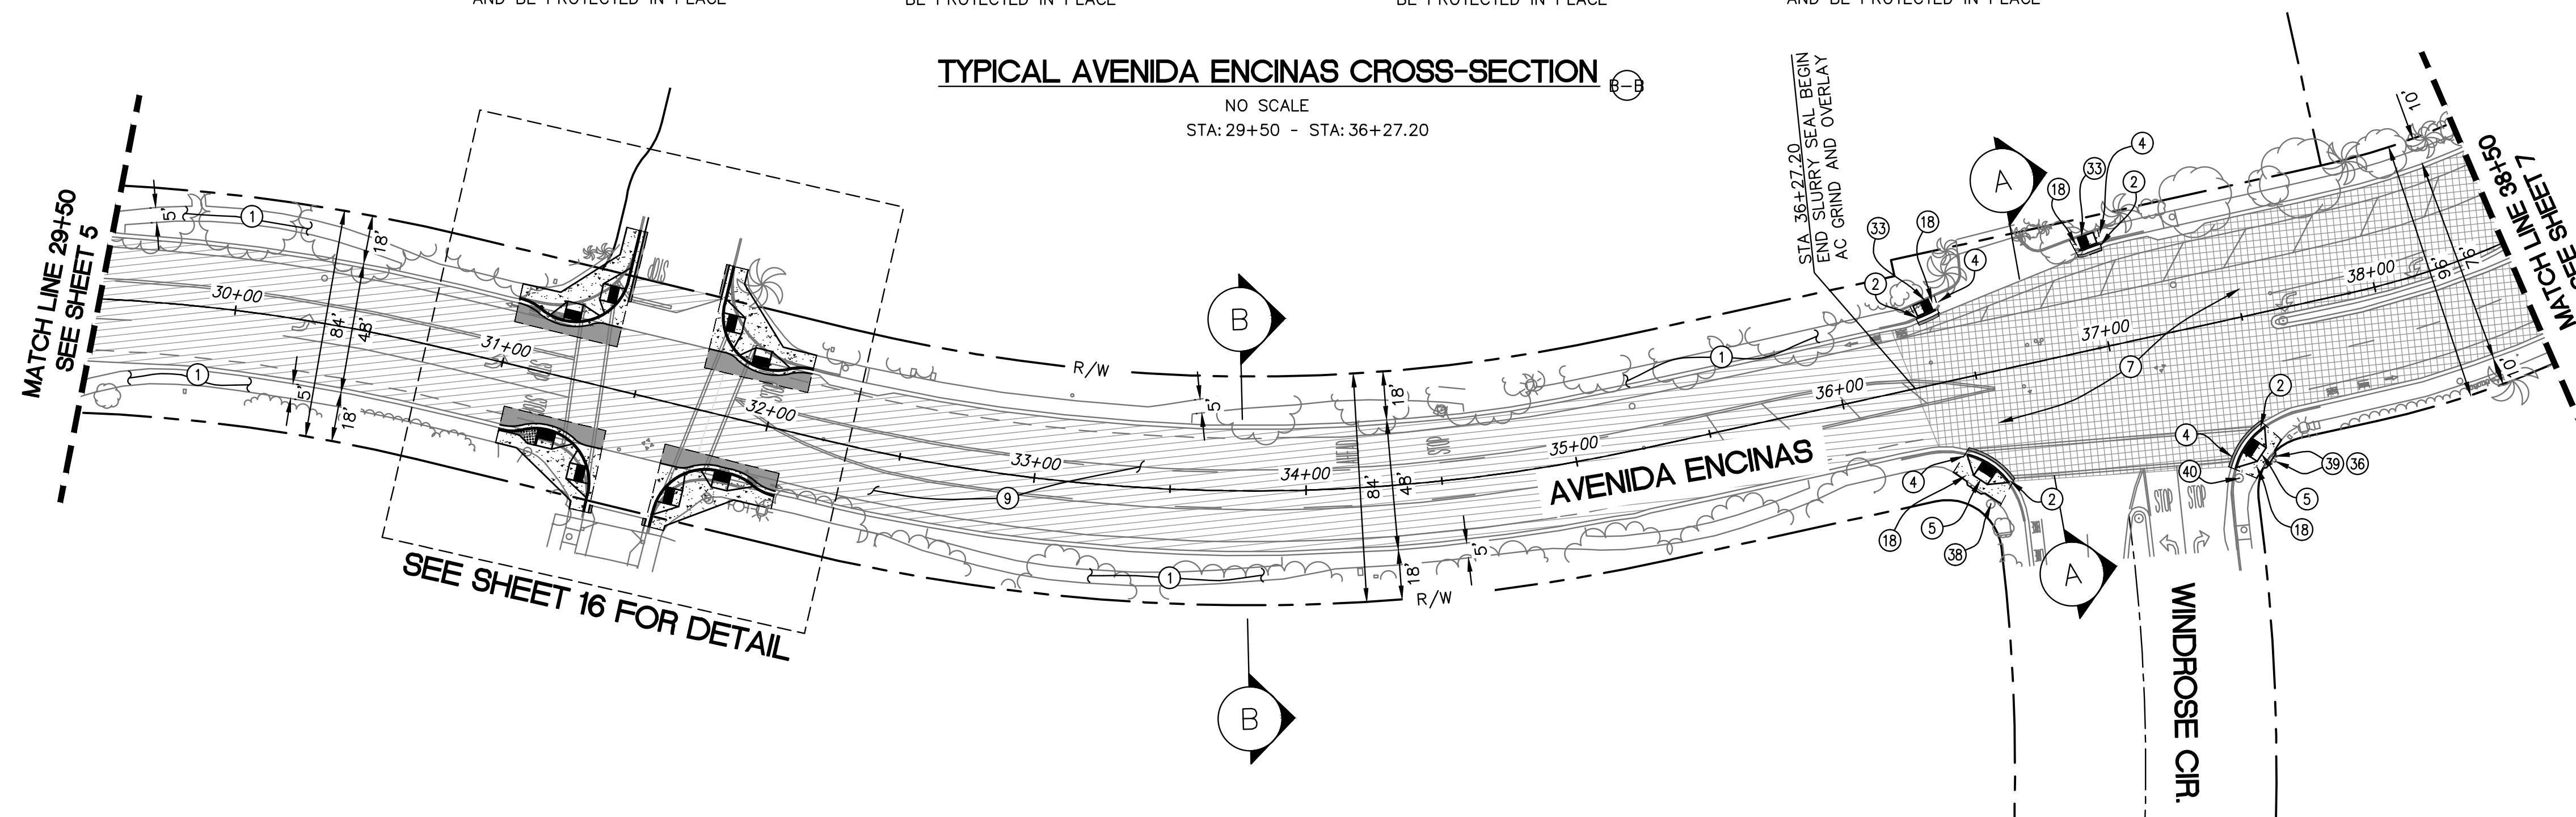 AND BE PROTECTED IN PLACE
BE PROTECTED IN PLACE
BE PROTECTED IN PLACE
AND BE PROTECTED IN PLACE
TYPICAL AVENIDA ENCINAS CROSS-SECTION
B-B
NO SCALE
STA: 29+50 - STA: 36+27.20
MATCH LINE 29+50
SEE SHEET 5
5'
1
18'
84'
48'
30+00
1
5'
18'
31+00
STOP
32+00
SEE SHEET 16 FOR DETAIL
R/W
B
5'
33+00
9
34+00
84'
48'
18'
18'
5'
1
R/W
B
35+00
AVENIDA ENCINAS
1
36+00
STA 36+27.20
END SLURRY SEAL BEGIN
AC GRIND AND OVERLAY
33
18
2
4
A
18
33
4
2
37+00
7
38+00
10'
96'
76'
10'
MATCH LINE 38+50
SEE SHEET 7
4
18
5
38
2
A
STOP
STOP
2
4
40
39
36
5
18
WINDROSE CIR.